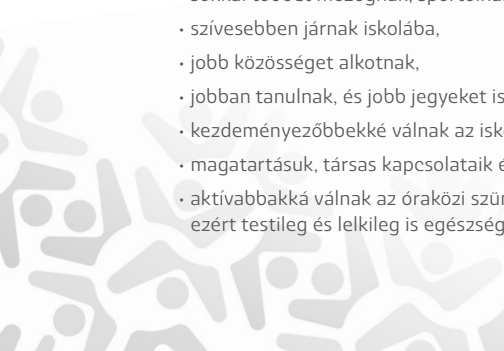 • szívesebben járnak iskolába,
• jobb közösséget alkotnak,
• jobban tanulnak, és jobb jegyeket is
• kezdeményezőbbekké válnak az
• magatartásuk, társas kapcsolataik
• aktívabbakká válnak az óraközi
ezért testileg és lelkileg is